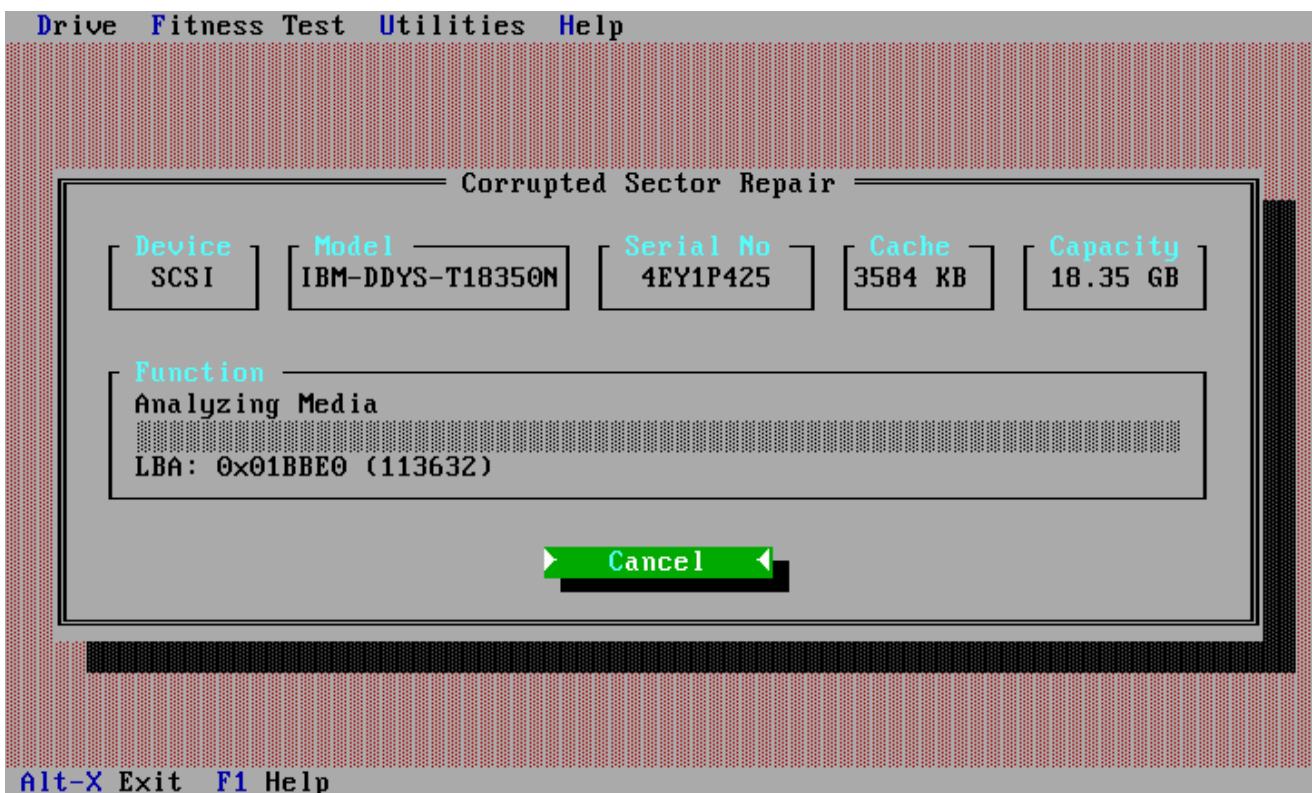 Drive Fitness Test Utilities Help
Corrupted Sector Repair
Device Model Serial No Cache Capacity
SCSI IBM-DDYS-T18350N 4EY1P425 3584 KB 18.35 GB
Function
Analyzing Media
LBA: 0x01BBE0 (113632)
Cancel
Alt-X Exit F1 Help